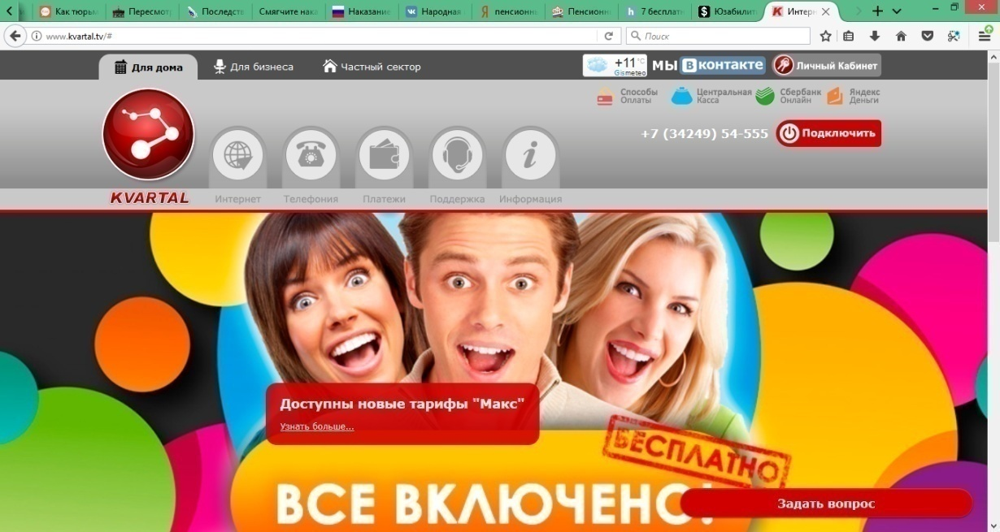 Как тюрьм
Пересмотр
Последств
Смягчите нака
Наказание
Народная
пенсионн
Пенсионн
7 бесплатн
Юзабилит
Интерн
www.kvartal.tv/#
Поиск
Для дома
Для бизнеса
Частный сектор
+11 °C
Gismeteo
МЫ Вконтакте
Личный Кабинет
Способы Оплаты
Центральная Касса
Сбербанк Онлайн
Яндекс Деньги
+7 (34249) 54-555
Подключить
KVARTAL
Интернет
Телефония
Платежи
Поддержка
Информация
Доступны новые тарифы "Макс"
Узнать больше...
БЕСПЛАТНО
ВСЕ ВКЛЮЧЕНО!
Задать вопрос